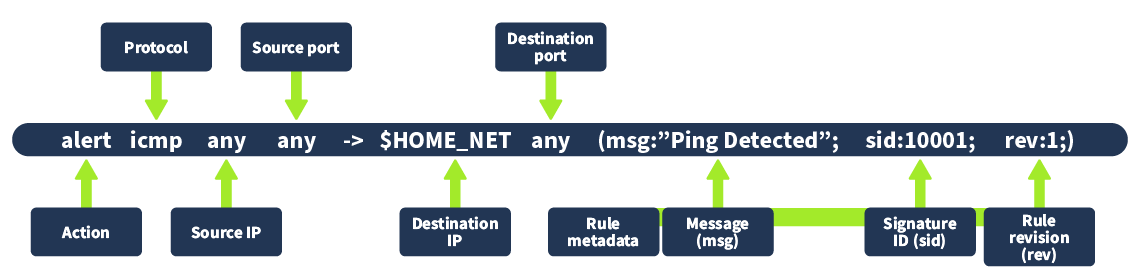 Protocol
Source port
Destination
port
alert icmp any any -> $HOME_NET any (msg:”Ping Detected”; sid:10001; rev:1;)
Action
Source IP
Destination
IP
Rule
metadata
Message
(msg)
Signature
ID (sid)
Rule
revision
(rev)